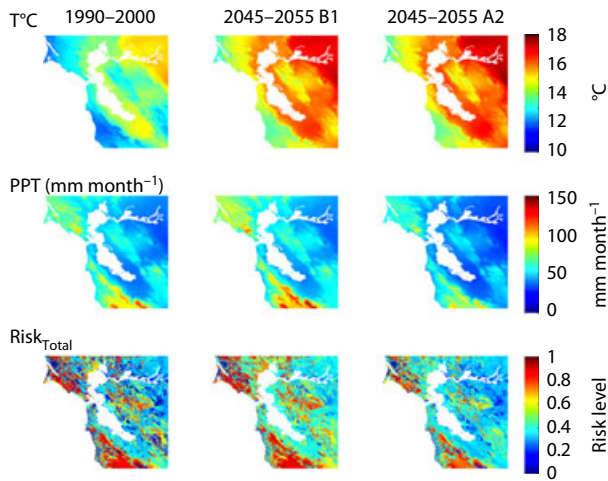 T°C 1990–2000 2045–2055 B1 2045–2055 A2
18
16
14
12
10
°C
PPT (mm month⁻¹)
150
100
50
0
mm month⁻¹
Risk_Total
1
0.8
0.6
0.4
0.2
0
Risk level